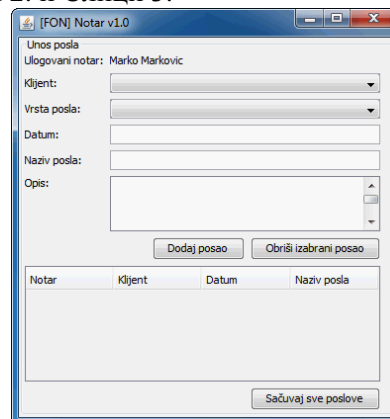 [FON] Notar v1.0
Unos posla
Ulogovani notar: Marko Markovic
Klijent:
Vrsta posla:
Datum:
Naziv posla:
Opis:
Dodaj posao Obriši izabrani posao
Notar Klijent Datum Naziv posla
Sačuvaj sve poslove